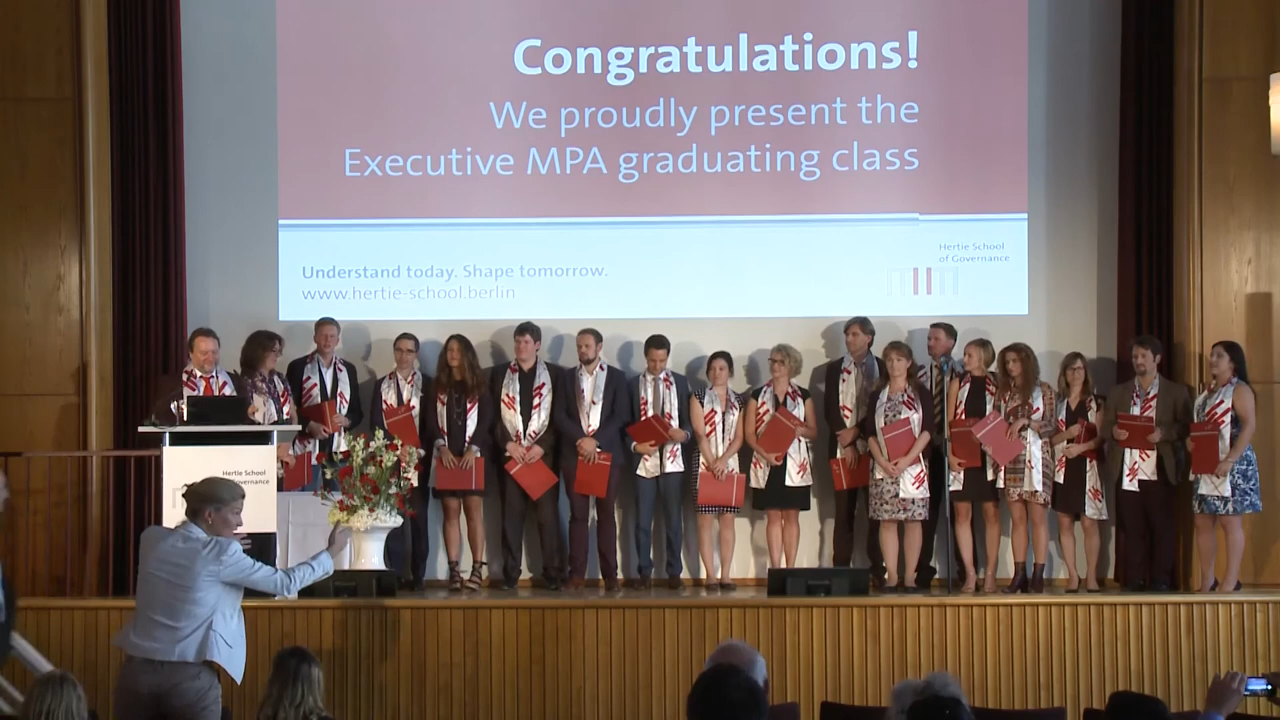 Congratulations!
We proudly present the
Executive MPA graduating class
Hertie School
of Governance
Understand today. Shape tomorrow.
www.hertie-school.berlin
Hertie School
Governance